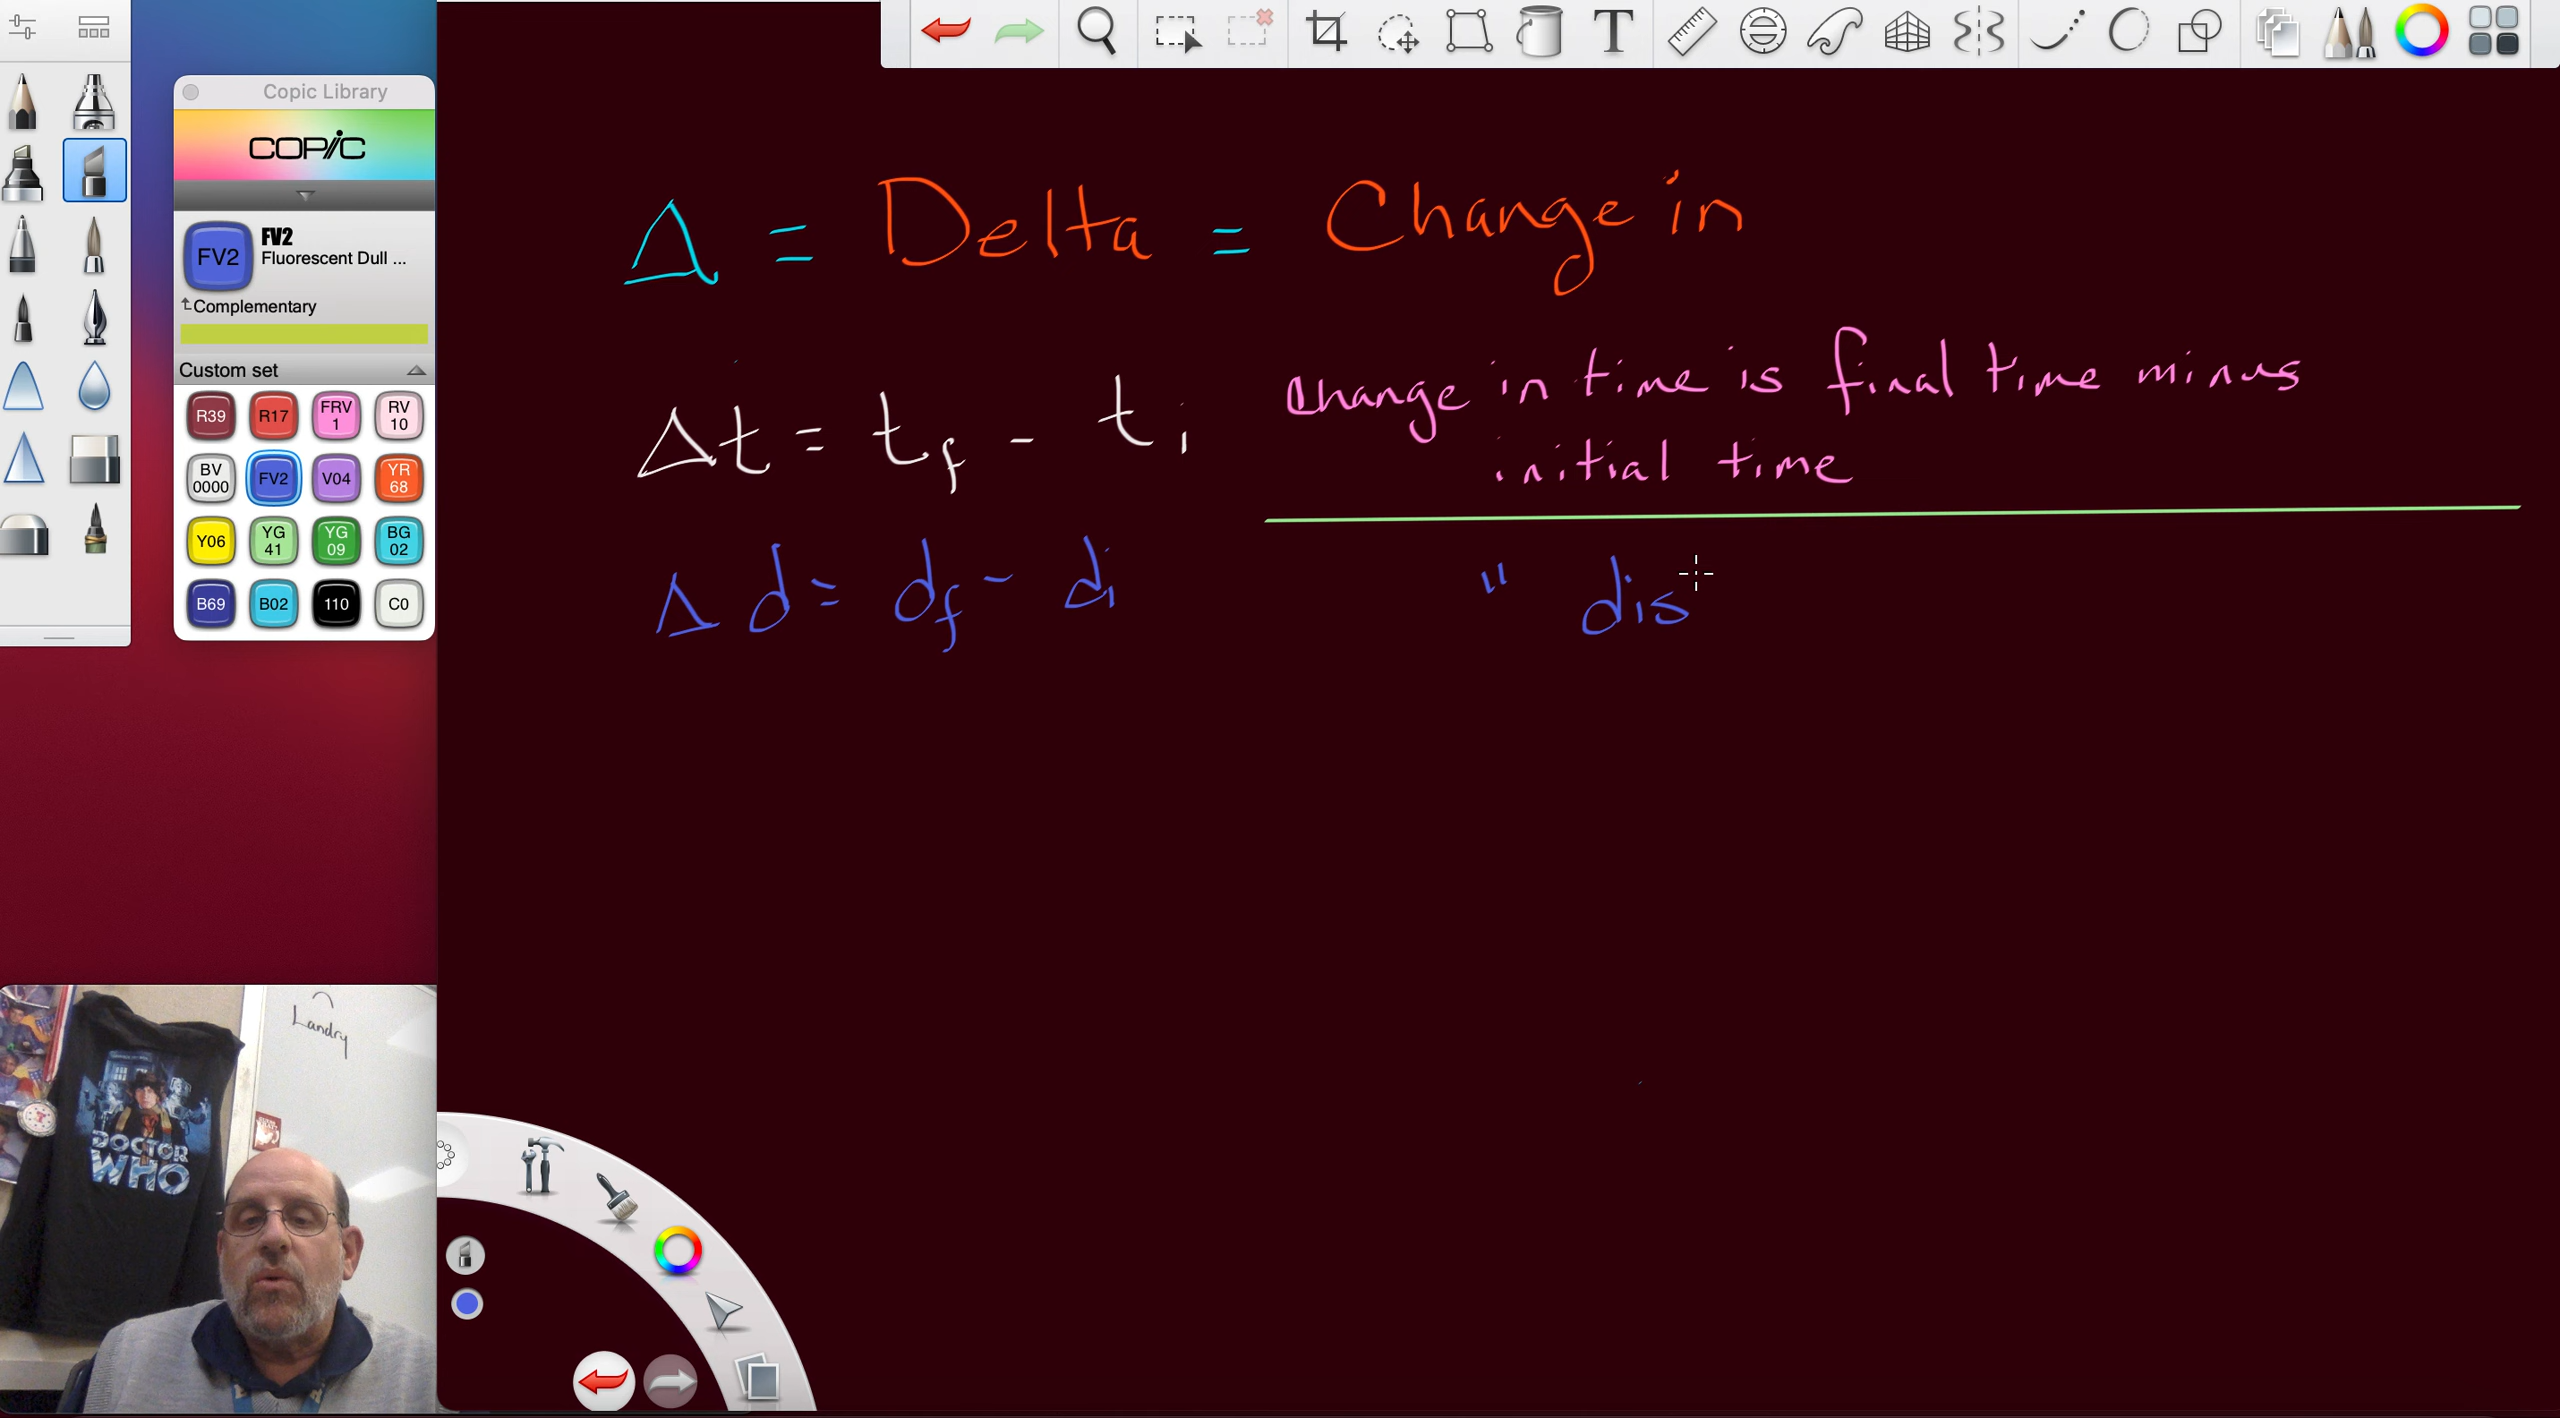 Copic Library
COPIC
FV2
FV2
Fluorescent Dull ...
Complementary
Custom set
R39 R17 FRV 1 RV 10
BV 0000 FV2 V04 YR 68
Y06 YG 41 YG 09 BG 02
B69 B02 110 C0
T
Δ = Delta = Change in
Δt = tf - ti
Change in time is final time minus
initial time
Δ d = df - di
" dis
Landry
DOCTOR
WHO